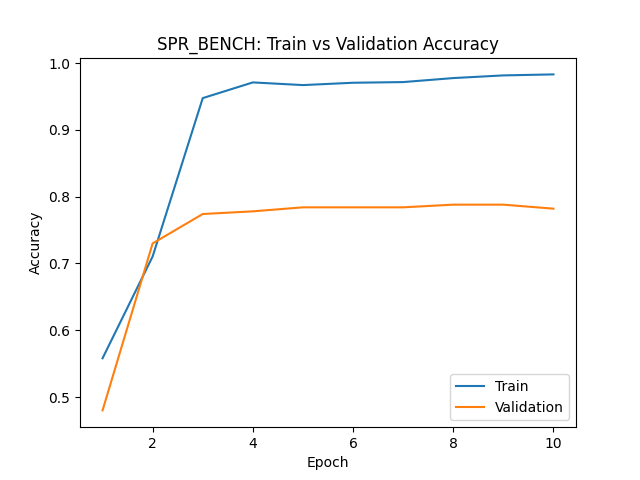 SPR_BENCH: Train vs Validation Accuracy
1.0
0.9
0.8
0.7
0.6
0.5
Accuracy
2
4
6
8
10
Epoch
Train
Validation